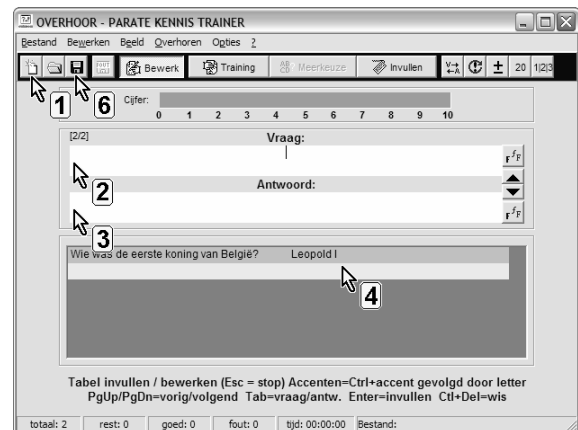 OVERHOOR - PARATE KENNIS TRAINER
Bestand Bewerken Beeld Overhoren Opties ?
Bewerk Training Meerkeuze Invullen 20 1|2|3
1 6
Cijfer:
0 1 2 3 4 5 6 7 8 9 10
[2/2] Vraag:
2
Antwoord:
3
Wie was de eerste koning van België? Leopold I
4
Tabel invullen / bewerken (Esc = stop) Accenten=Ctrl+accent gevolgd door letter
PgUp/PgDn=vorig/volgend Tab=vraag/antw. Enter=invullen Ctl+Del=wis
totaal: 2 rest: 0 goed: 0 fout: 0 tijd: 00:00:00 Bestand: